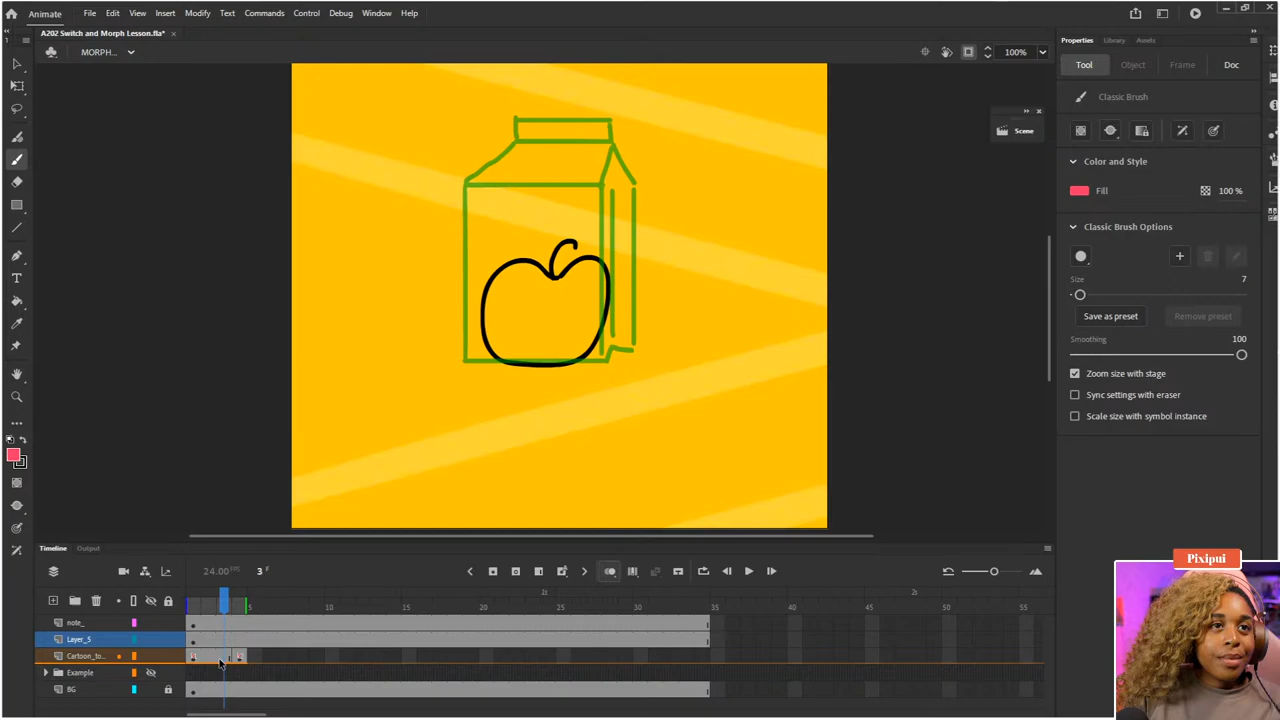 Animate File Edit View Insert Modify Text Commands Control Debug Window Help
A202 Switch and Morph Lesson.fla*
MORPH...
100%
Scene
Properties Library Assets
Tool Object Frame Doc
Classic Brush
Color and Style
Fill 100 %
Classic Brush Options
Size 7
Save as preset Remove preset
Smoothing 100
Zoom size with stage
Sync settings with eraser
Scale size with symbol instance
Timeline Output
24.00 FPS 3 F
1s 2s
5 10 15 20 25 30 35 40 45 50 55
note_
Layer_5
Cartoon_to...
Example
BG
Pixipui